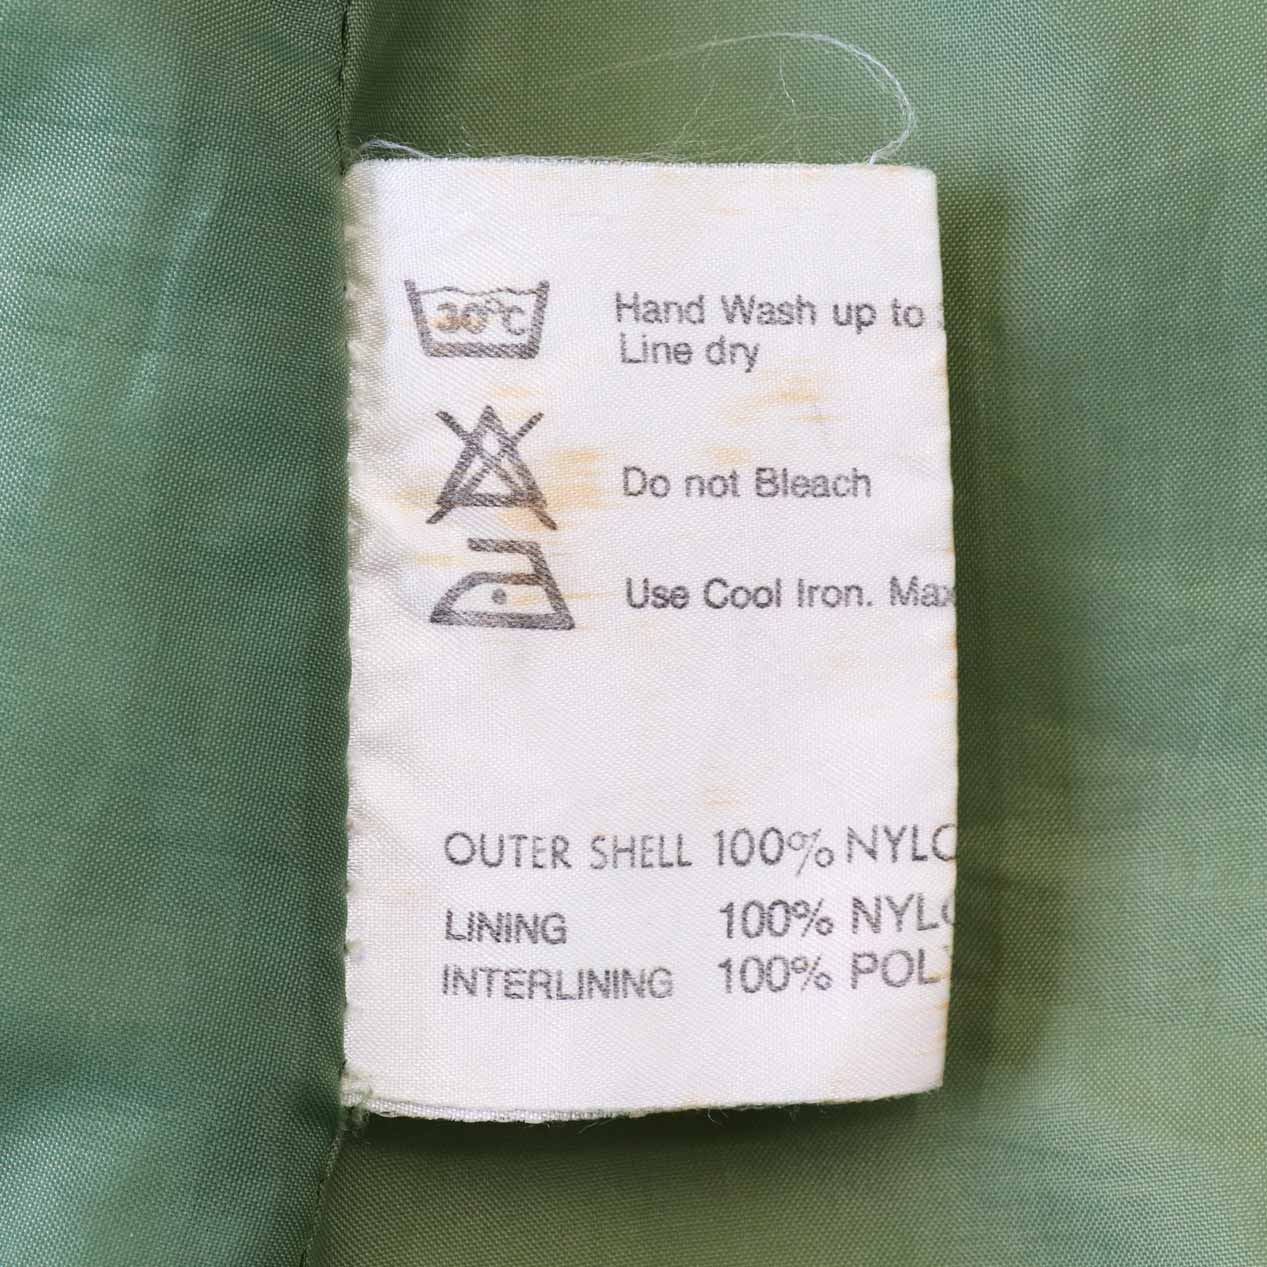 30°C
Hand Wash up to
Line dry
Do not Bleach
Use Cool Iron. Max
OUTER SHELL 100% NYLO
LINING 100% NYLO
INTERLINING 100% POLY